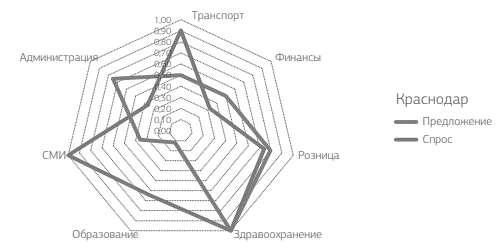 Транспорт
1,00
0,90
0,80
0,70
0,60
0,50
0,40
0,30
0,20
0,10
0,00
Администрация
Финансы
СМИ
Розница
Образование
Здравоохранение
Краснодар
Предложение
Спрос